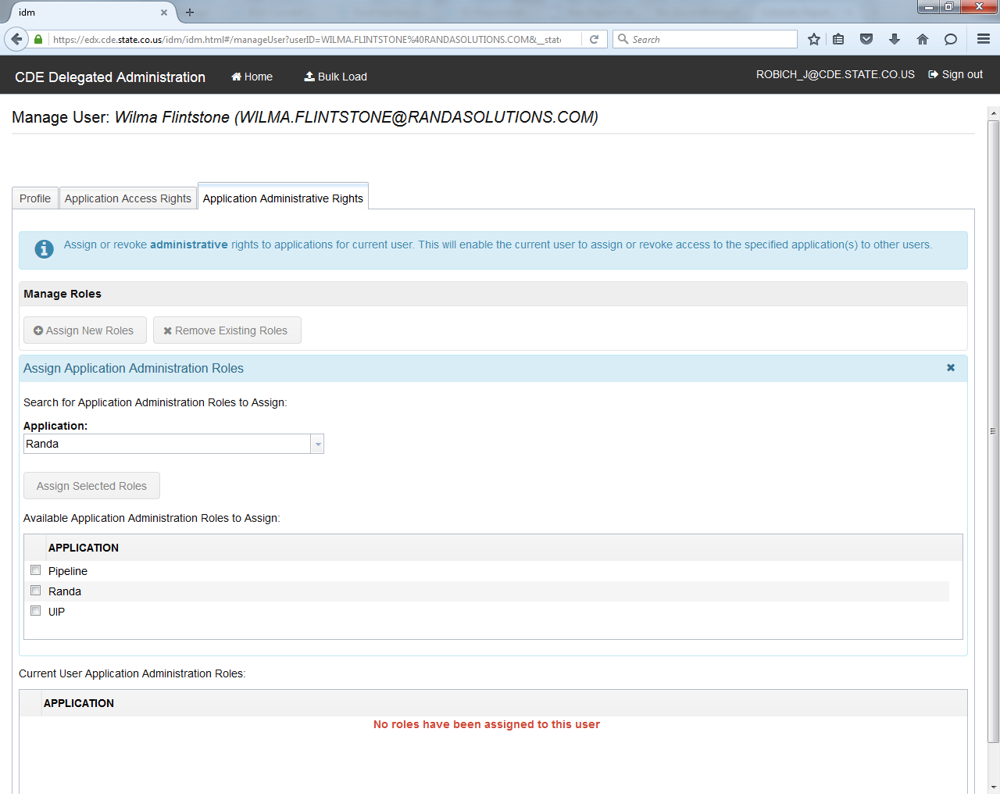 idm
https://edx.cde.state.co.us/idm/idm.html#/manageUser?userID=WILMA.FLINTSTONE%40RANDASOLUTIONS.COM&__state
Search
CDE Delegated Administration
Home
Bulk Load
ROBICH_J@CDE.STATE.CO.US
Sign out
Manage User: Wilma Flintstone (WILMA.FLINTSTONE@RANDASOLUTIONS.COM)
Profile
Application Access Rights
Application Administrative Rights
Assign or revoke administrative rights to applications for current user. This will enable the current user to assign or revoke access to the specified application(s) to other users.
Manage Roles
Assign New Roles
Remove Existing Roles
Assign Application Administration Roles
Search for Application Administration Roles to Assign:
Application:
Randa
Assign Selected Roles
Available Application Administration Roles to Assign:
APPLICATION
Pipeline
Randa
UIP
Current User Application Administration Roles:
APPLICATION
No roles have been assigned to this user